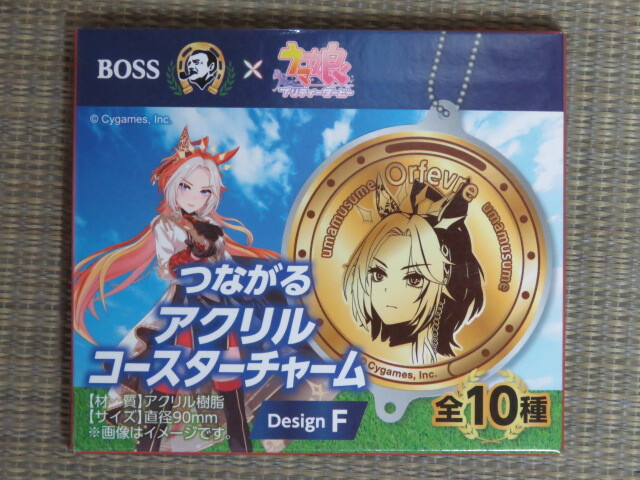 BOSS × ウマ娘
プリティーダービー
© Cygames, Inc.
umamusume Orfevre umamusume
© Cygames, Inc.
つながる
アクリル
コースターチャーム
【材 質】アクリル樹脂
【サイズ】直径90mm
※画像はイメージです。
Design F
全10種